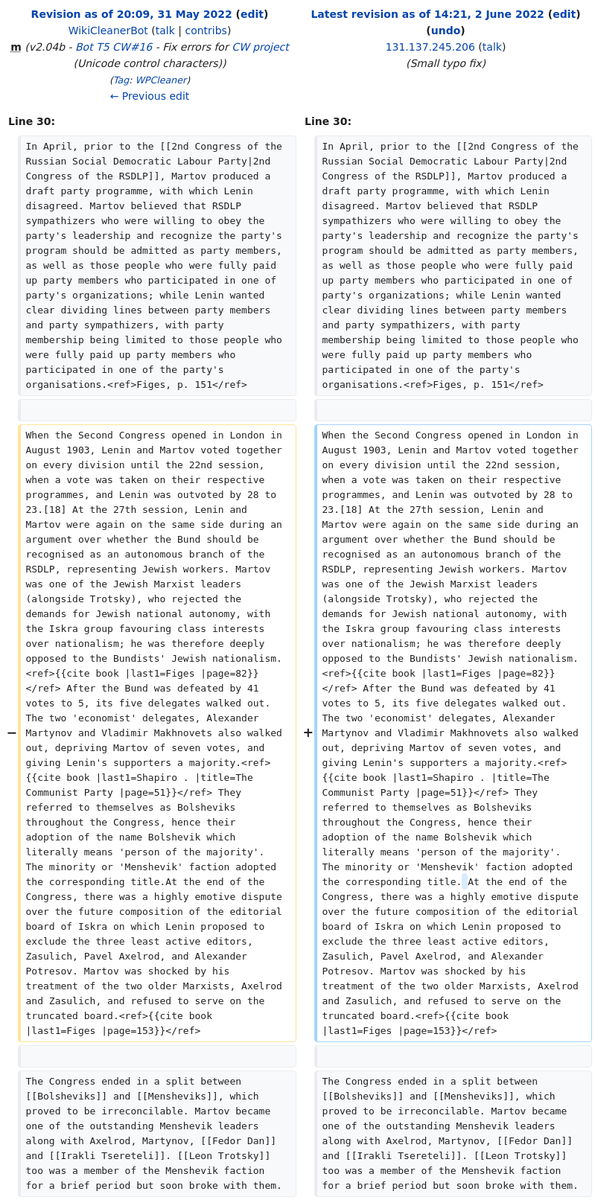 Revision as of 20:09, 31 May 2022 (edit)
WikiCleanerBot (talk | contribs)
m (v2.04b - Bot T5 CW#16 - Fix errors for CW project
(Unicode control characters))
(Tag: WPCleaner)
← Previous edit
Latest revision as of 14:21, 2 June 2022 (edit)
(undo)
131.137.245.206 (talk)
(Small typo fix)
Line 30:
In April, prior to the [[2nd Congress of the
Russian Social Democratic Labour Party|2nd
Congress of the RSDLP]], Martov produced a
draft party programme, with which Lenin
disagreed. Martov believed that RSDLP
sympathizers who were willing to obey the
party's leadership and recognize the party's
program should be admitted as party members,
as well as those people who were fully paid
up party members who participated in one of
party's organizations; while Lenin wanted
clear dividing lines between party members
and party sympathizers, with party
membership being limited to those people who
were fully paid up party members who
participated in one of the party's
organisations.<ref>Figes, p. 151</ref>
− When the Second Congress opened in London in
August 1903, Lenin and Martov voted together
on every division until the 22nd session,
when a vote was taken on their respective
programmes, and Lenin was outvoted by 28 to
23.[18] At the 27th session, Lenin and
Martov were again on the same side during an
argument over whether the Bund should be
recognised as an autonomous branch of the
RSDLP, representing Jewish workers. Martov
was one of the Jewish Marxist leaders
(alongside Trotsky), who rejected the
demands for Jewish national autonomy, with
the Iskra group favouring class interests
over nationalism; he was therefore deeply
opposed to the Bundists' Jewish nationalism.
<ref>{{cite book |last1=Figes |page=82}}
</ref> After the Bund was defeated by 41
votes to 5, its five delegates walked out.
The two 'economist' delegates, Alexander
Martynov and Vladimir Makhnovets also walked
out, depriving Martov of seven votes, and
giving Lenin's supporters a majority.<ref>
{{cite book |last1=Shapiro . |title=The
Communist Party |page=51}}</ref> They
referred to themselves as Bolsheviks
throughout the Congress, hence their
adoption of the name Bolshevik which
literally means 'person of the majority'.
The minority or 'Menshevik' faction adopted
the corresponding title.At the end of the
Congress, there was a highly emotive dispute
over the future composition of the editorial
board of Iskra on which Lenin proposed to
exclude the three least active editors,
Zasulich, Pavel Axelrod, and Alexander
Potresov. Martov was shocked by his
treatment of the two older Marxists, Axelrod
and Zasulich, and refused to serve on the
truncated board.<ref>{{cite book
|last1=Figes |page=153}}</ref>
The Congress ended in a split between
[[Bolsheviks]] and [[Mensheviks]], which
proved to be irreconcilable. Martov became
one of the outstanding Menshevik leaders
along with Axelrod, Martynov, [[Fedor Dan]]
and [[Irakli Tsereteli]]. [[Leon Trotsky]]
too was a member of the Menshevik faction
for a brief period but soon broke with them.
Line 30:
In April, prior to the [[2nd Congress of the
Russian Social Democratic Labour Party|2nd
Congress of the RSDLP]], Martov produced a
draft party programme, with which Lenin
disagreed. Martov believed that RSDLP
sympathizers who were willing to obey the
party's leadership and recognize the party's
program should be admitted as party members,
as well as those people who were fully paid
up party members who participated in one of
party's organizations; while Lenin wanted
clear dividing lines between party members
and party sympathizers, with party
membership being limited to those people who
were fully paid up party members who
participated in one of the party's
organisations.<ref>Figes, p. 151</ref>
+ When the Second Congress opened in London in
August 1903, Lenin and Martov voted together
on every division until the 22nd session,
when a vote was taken on their respective
programmes, and Lenin was outvoted by 28 to
23.[18] At the 27th session, Lenin and
Martov were again on the same side during an
argument over whether the Bund should be
recognised as an autonomous branch of the
RSDLP, representing Jewish workers. Martov
was one of the Jewish Marxist leaders
(alongside Trotsky), who rejected the
demands for Jewish national autonomy, with
the Iskra group favouring class interests
over nationalism; he was therefore deeply
opposed to the Bundists' Jewish nationalism.
<ref>{{cite book |last1=Figes |page=82}}
</ref> After the Bund was defeated by 41
votes to 5, its five delegates walked out.
The two 'economist' delegates, Alexander
Martynov and Vladimir Makhnovets also walked
out, depriving Martov of seven votes, and
giving Lenin's supporters a majority.<ref>
{{cite book |last1=Shapiro . |title=The
Communist Party |page=51}}</ref> They
referred to themselves as Bolsheviks
throughout the Congress, hence their
adoption of the name Bolshevik which
literally means 'person of the majority'.
The minority or 'Menshevik' faction adopted
the corresponding title. At the end of the
Congress, there was a highly emotive dispute
over the future composition of the editorial
board of Iskra on which Lenin proposed to
exclude the three least active editors,
Zasulich, Pavel Axelrod, and Alexander
Potresov. Martov was shocked by his
treatment of the two older Marxists, Axelrod
and Zasulich, and refused to serve on the
truncated board.<ref>{{cite book
|last1=Figes |page=153}}</ref>
The Congress ended in a split between
[[Bolsheviks]] and [[Mensheviks]], which
proved to be irreconcilable. Martov became
one of the outstanding Menshevik leaders
along with Axelrod, Martynov, [[Fedor Dan]]
and [[Irakli Tsereteli]]. [[Leon Trotsky]]
too was a member of the Menshevik faction
for a brief period but soon broke with them.